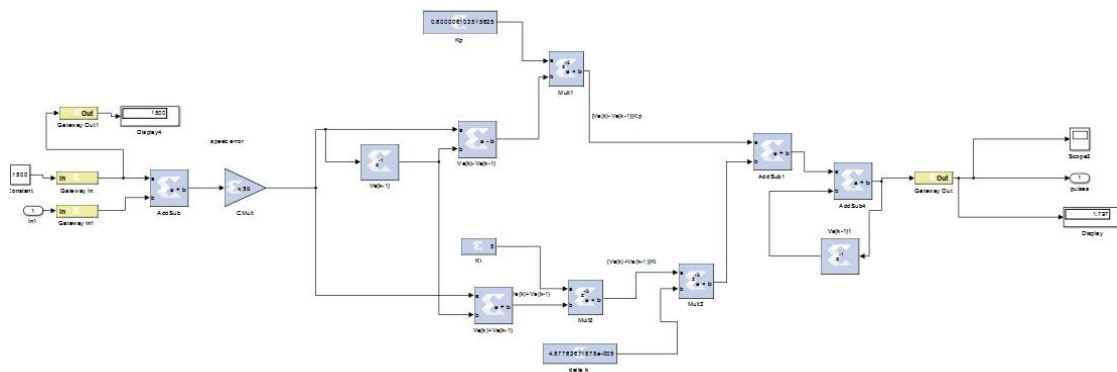 0.600006103515625
Kp
a
b
a * b
Mult1
[Ve(k)-Ve(k-1)]Kp
Out
Gateway Out1
1500
Display4
speed error
1500
Constant
In
Gateway In
1
In1
In
Gateway In1
a
b
AddSub
CMult
Ve(k-1)
a
b
a - b
Ve(k)-Ve(k-1)
a
b
a + b
AddSub1
a
b
a + b
AddSub4
Out
Gateway Out
Scope2
1
pulses
1.797
Display
Ve(k-1)1
Ki
a
b
a + b
Ve(k)+Ve(k-1)
Ve(k)+Ve(k-1)
a
b
a * b
Mult2
a
b
a * b
Mult3
4.57763671875e-005
delta k